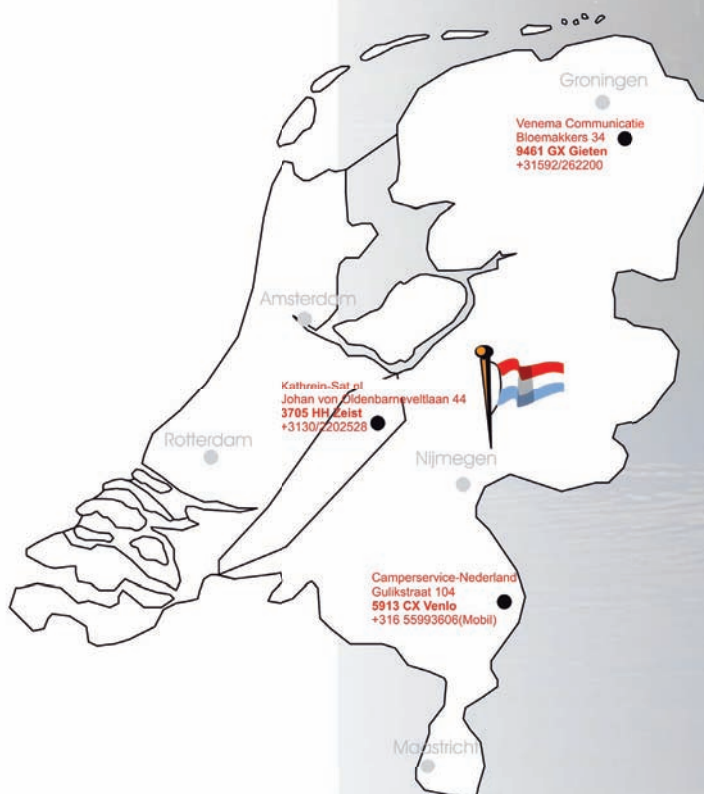 Groningen
Venema Communicatie
Bloemakkers 34
9461 GX Gieten
+31592/262200
Amsterdam
Kathrein-Sat.nl
Johan von Oldenbarneveltlaan 44
3705 HH Zeist
+3130/2202528
Rotterdam
Nijmegen
Camperservice-Nederland
Gulikstraat 104
5913 CX Venlo
+316 55993606(Mobil)
Maastricht